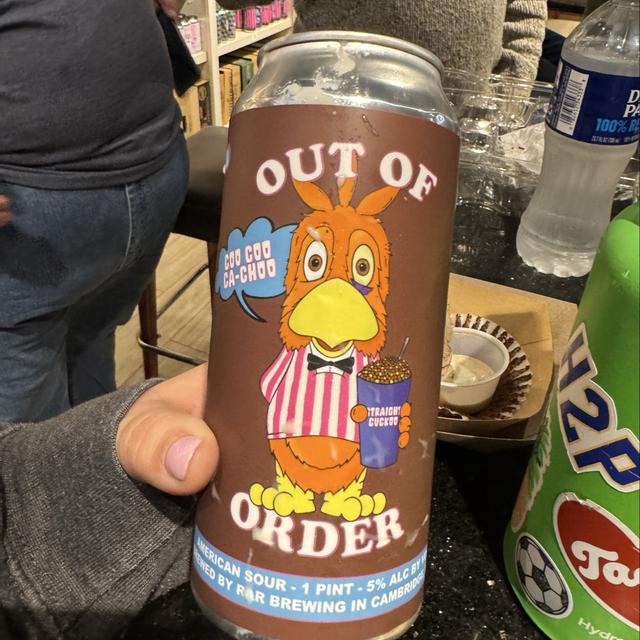 OUT OF
COO COO
CA-CHOO
STRAIGHT
CUCKOO
ORDER
AMERICAN SOUR - 1 PINT - 5% ALC BY
BREWED BY RAR BREWING IN CAMBRIDGE
100%
H2P